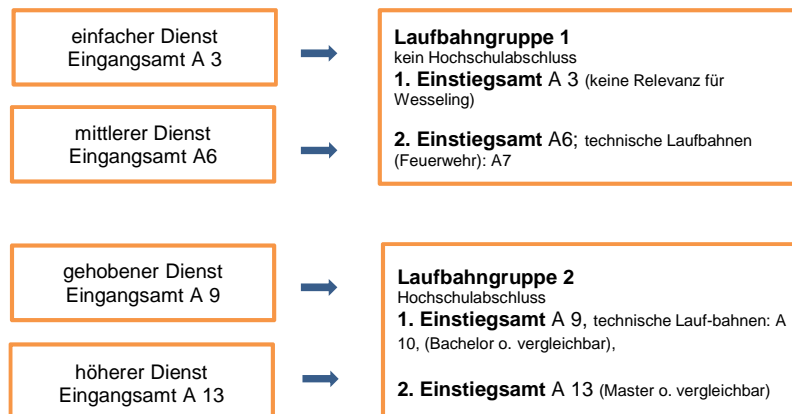 einfacher Dienst
Eingangsamt A 3
Laufbahngruppe 1
kein Hochschulabschluss
1. Einstiegsamt A 3 (keine Relevanz für
Wesseling)
mittlerer Dienst
Eingangsamt A6
2. Einstiegsamt A6; technische Laufbahnen
(Feuerwehr): A7
gehobener Dienst
Eingangsamt A 9
Laufbahngruppe 2
Hochschulabschluss
1. Einstiegsamt A 9, technische Lauf-bahnen: A
10, (Bachelor o. vergleichbar),
höherer Dienst
Eingangsamt A 13
2. Einstiegsamt A 13 (Master o. vergleichbar)